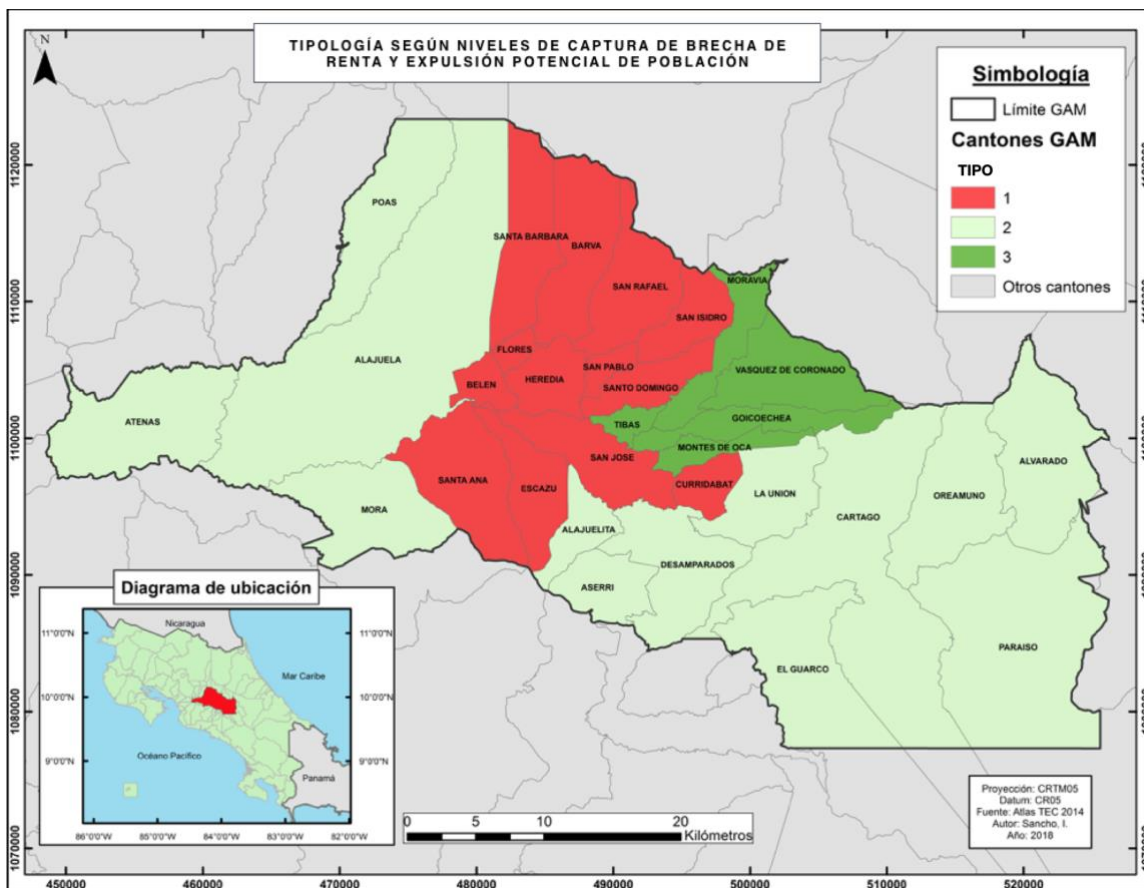 TIPOLOGÍA SEGÚN NIVELES DE CAPTURA DE BRECHA DE
RENTA Y EXPULSIÓN POTENCIAL DE POBLACIÓN
N
Simbología
Límite GAM
Cantones GAM
TIPO
1
2
3
Otros cantones
POAS
SANTA BARBARA
BARVA
SAN RAFAEL
MORAVIA
SAN ISIDRO
FLORES
ALAJUELA
SAN PABLO
VASQUEZ DE CORONADO
BELEN
HEREDIA
SANTO DOMINGO
ATENAS
TIBAS
GOICOECHEA
MONTES DE OCA
SAN JOSE
ALVARADO
SANTA ANA
ESCAZU
CURRIDABAT
LA UNION
OREAMUNO
MORA
CARTAGO
ALAJUELITA
DESAMPARADOS
ASERRI
EL GUARCO
PARAISO
Diagrama de ubicación
Nicaragua
Mar Caribe
Océano Pacífico
Panamá
11°0'0"N
10°0'0"N
9°0'0"N
86°0'0"W
85°0'0"W
84°0'0"W
83°0'0"W
82°0'0"W
0
5
10
20
Kilómetros
Proyección: CRTM05
Datum: CR05
Fuente: Atlas TEC 2014
Autor: Sancho, I.
Año: 2018
1120000
1110000
1100000
1090000
1080000
1070000
450000
460000
470000
480000
490000
500000
510000
520000